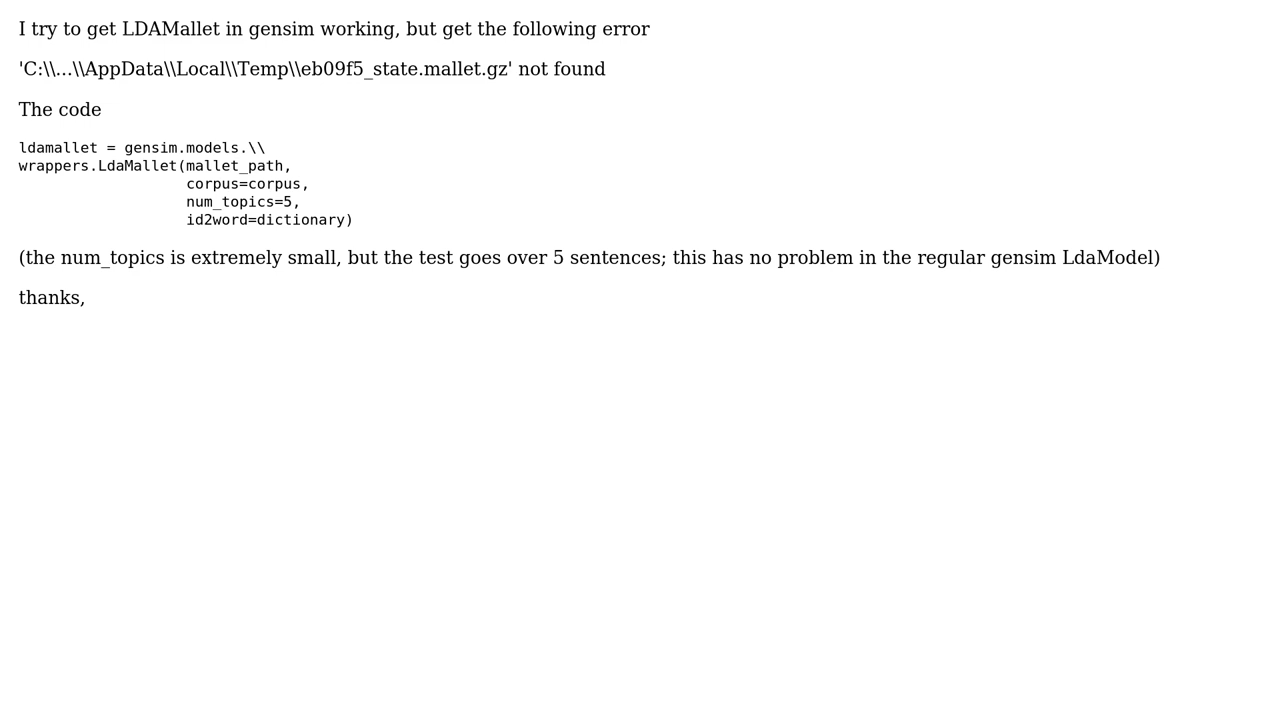 I try to get LDAMallet in gensim working, but get the following error
'C:\\...\\AppData\\Local\\Temp\\eb09f5_state.mallet.gz' not found
The code
ldamallet = gensim.models.\\
wrappers.LdaMallet(mallet_path,
                   corpus=corpus,
                   num_topics=5,
                   id2word=dictionary)
(the num_topics is extremely small, but the test goes over 5 sentences; this has no problem in the regular gensim LdaModel)
thanks,